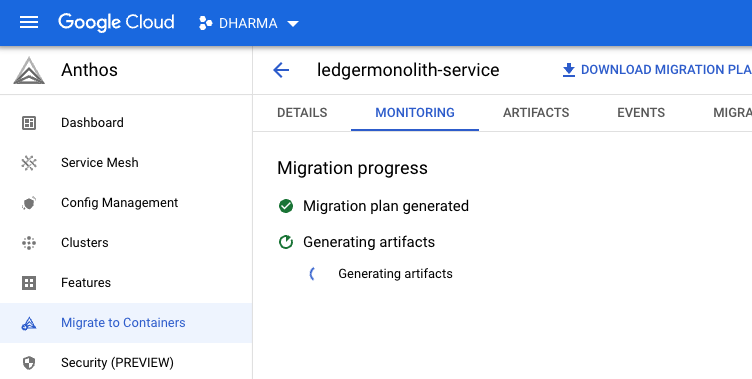 Google Cloud DHARMA
Anthos
Dashboard
Service Mesh
Config Management
Clusters
Features
Migrate to Containers
Security (PREVIEW)
ledgermonolith-service DOWNLOAD MIGRATION PLA
DETAILS MONITORING ARTIFACTS EVENTS MIGRA
Migration progress
Migration plan generated
Generating artifacts
Generating artifacts